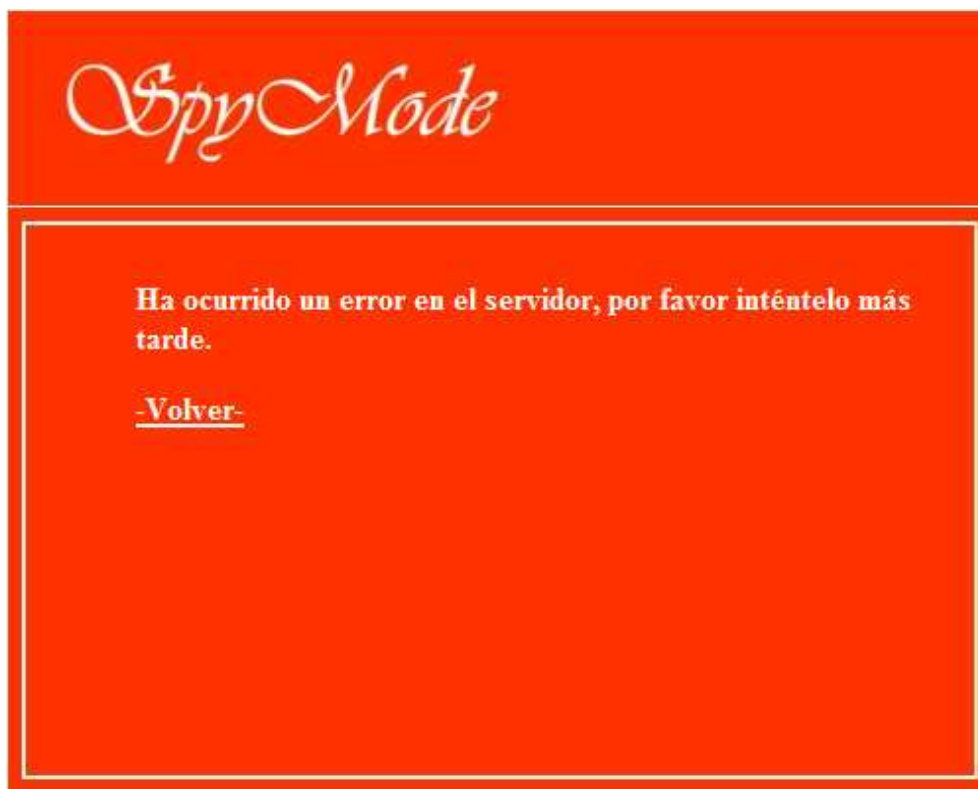 SpyMode
Ha ocurrido un error en el servidor, por favor inténtelo más
tarde.
-Volver-